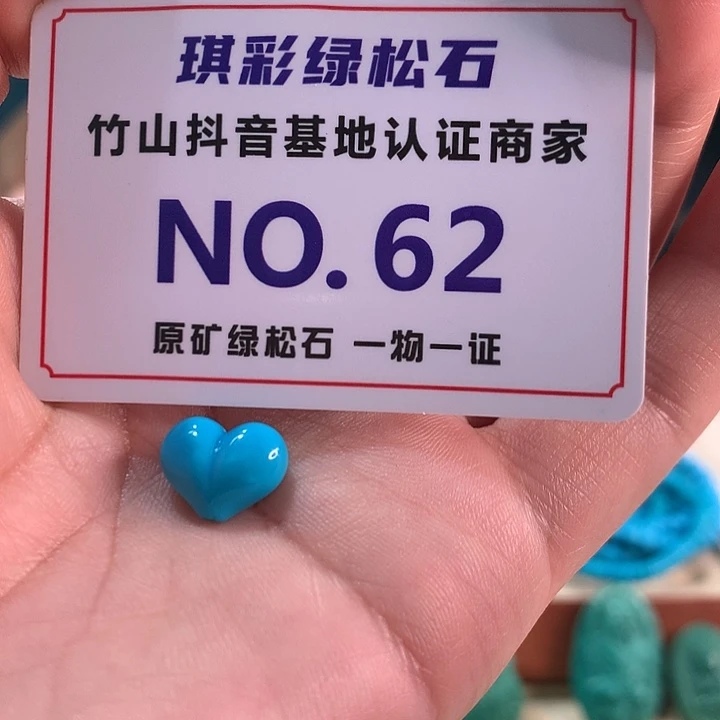 琪彩绿松石
竹山抖音基地认证商家
NO. 62
原矿绿松石 一物一证